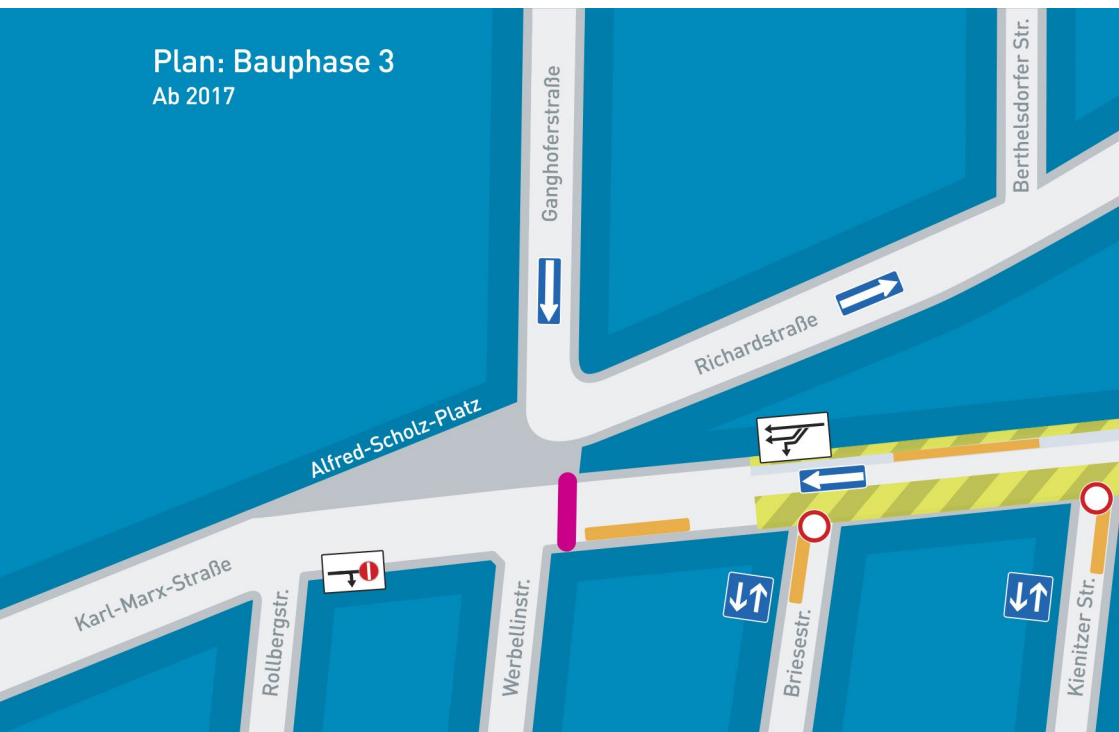 Plan: Bauphase 3
Ab 2017
Ganghoferstraße
Berthelsdorfer Str.
Richardstraße
Alfred-Scholz-Platz
Karl-Marx-Straße
Rollbergstr.
Werbellinstr.
Briesestr.
Kienitzer Str.